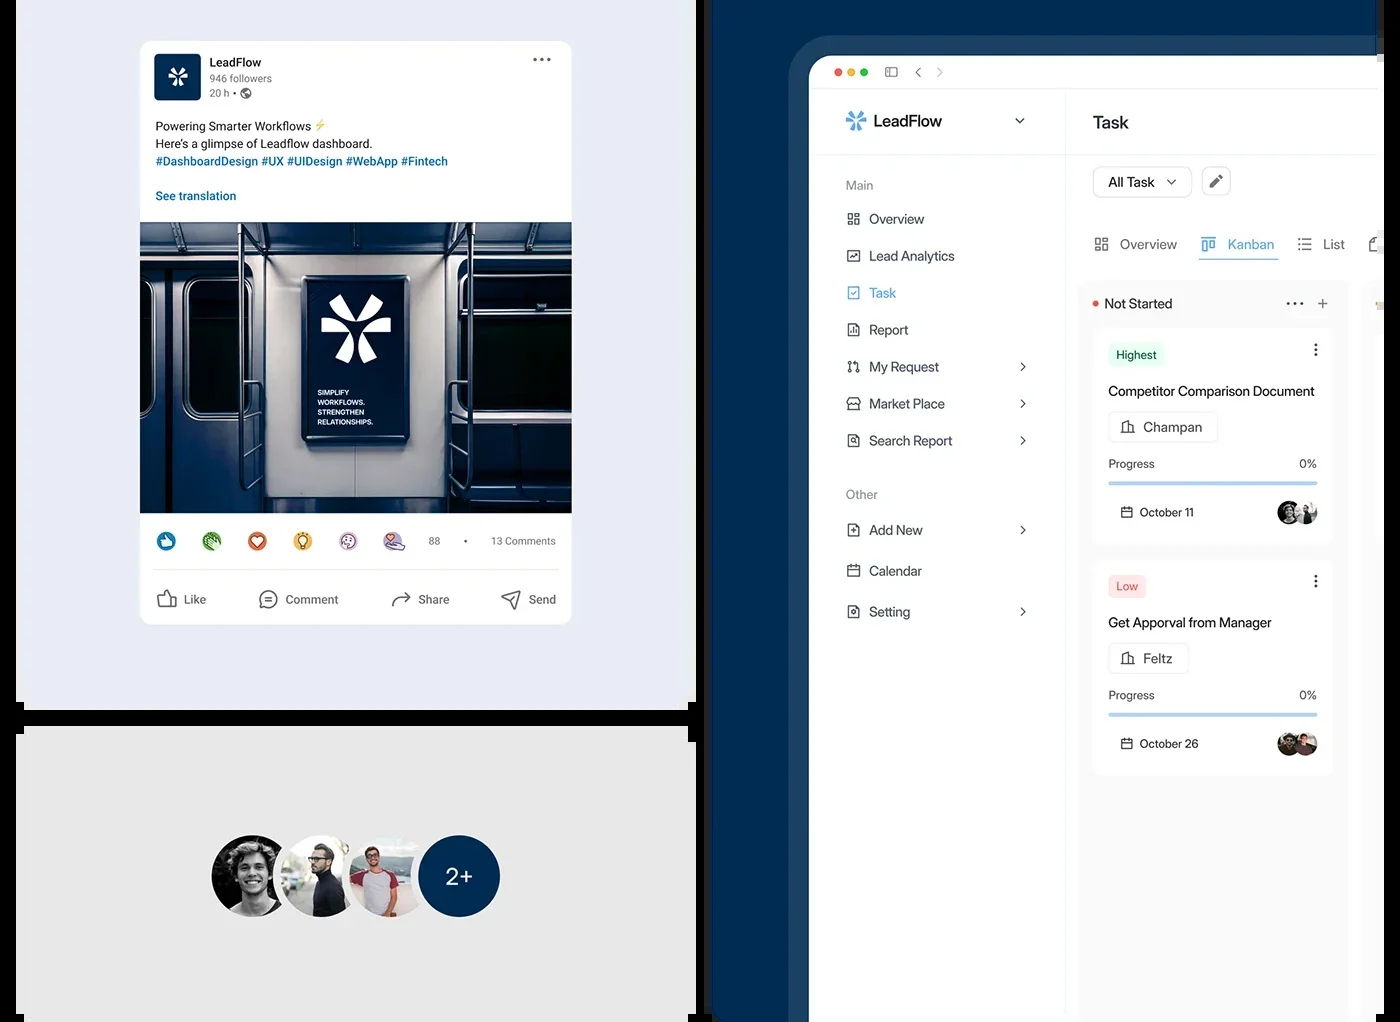 LeadFlow
946 followers
20 h •
Powering Smarter Workflows ⚡
Here's a glimpse of Leadflow dashboard.
#DashboardDesign #UX #UIDesign #WebApp #Fintech
See translation
SIMPLIFY
WORKFLOWS.
STRENGTHEN
RELATIONSHIPS.
88 • 13 Comments
Like Comment Share Send
2+
LeadFlow
Main
Overview
Lead Analytics
Task
Report
My Request
Market Place
Search Report
Other
Add New
Calendar
Setting
Task
All Task
Overview Kanban List
Not Started
Highest
Competitor Comparison Document
Champan
Progress 0%
October 11
Low
Get Apporval from Manager
Feltz
Progress 0%
October 26